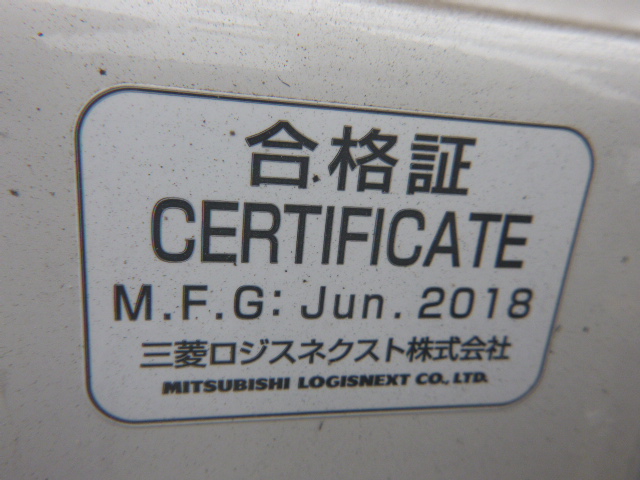 合格証
CERTIFICATE
M.F.G: Jun. 2018
三菱ロジスネクスト株式会社
MITSUBISHI LOGISNEXT CO., LTD.